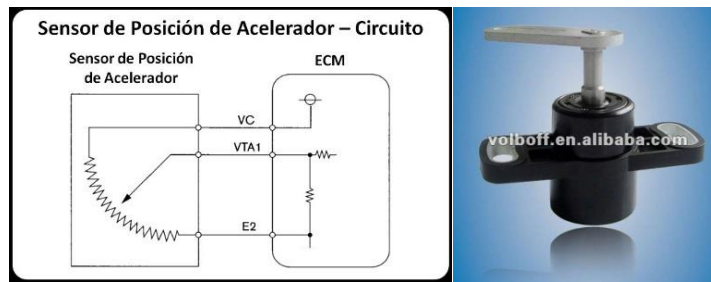 Sensor de Posición de Acelerador – Circuito
Sensor de Posición
de Acelerador
ECM
VC
VTA1
E2
volboff.en.alibaba.com